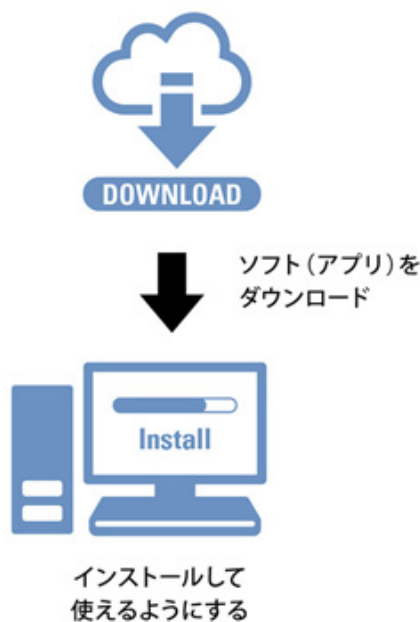 DOWNLOAD
ソフト（アプリ）を
ダウンロード
Install
インストールして
使えるようにする